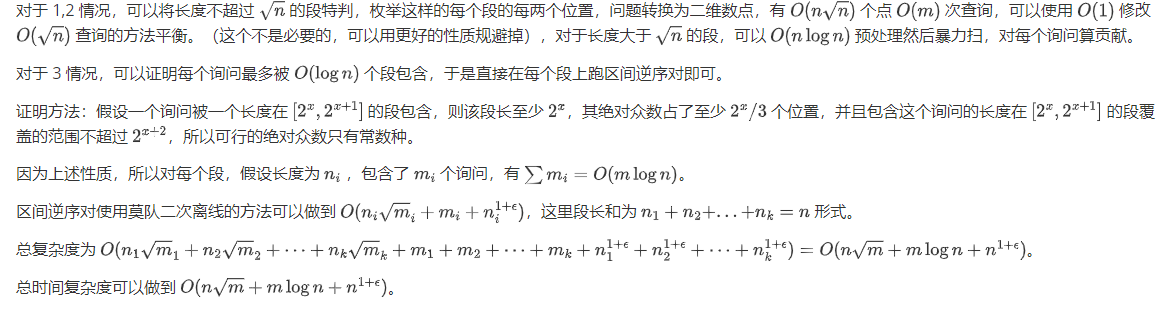 对于 1,2 情况，可以将长度不超过 √n 的段特判，枚举这样的每个段的每两个位置，问题转换为二维数点，有 O(n√n) 个点 O(m) 次查询，可以使用 O(1) 修改
O(√n) 查询的方法平衡。（这个不是必要的，可以用更好的性质规避掉），对于长度大于 √n 的段，可以 O(n log n) 预处理然后暴力扫，对每个询问算贡献。
对于 3 情况，可以证明每个询问最多被 O(log n) 个段包含，于是直接在每个段上跑区间逆序对即可。
证明方法：假设一个询问被一个长度在 [2^x, 2^{x+1}] 的段包含，则该段长至少 2^x，其绝对众数占了至少 2^x/3 个位置，并且包含这个询问的长度在 [2^x, 2^{x+1}] 的段覆
盖的范围不超过 2^{x+2}，所以可行的绝对众数只有常数种。
因为上述性质，所以对每个段，假设长度为 n_i ，包含了 m_i 个询问，有 ∑ m_i = O(m log n)。
区间逆序对使用莫队二次离线的方法可以做到 O(n_i√m_i + m_i + n_i^{1+ϵ})，这里段长和为 n_1 + n_2+...+n_k = n 形式。
总复杂度为 O(n_1√m_1 + n_2√m_2 + ⋯ + n_k√m_k + m_1 + m_2 + ⋯ + m_k + n_1^{1+ϵ} + n_2^{1+ϵ} + ⋯ + n_k^{1+ϵ}) = O(n√m + m log n + n^{1+ϵ})。
总时间复杂度可以做到 O(n√m + m log n + n^{1+ϵ})。